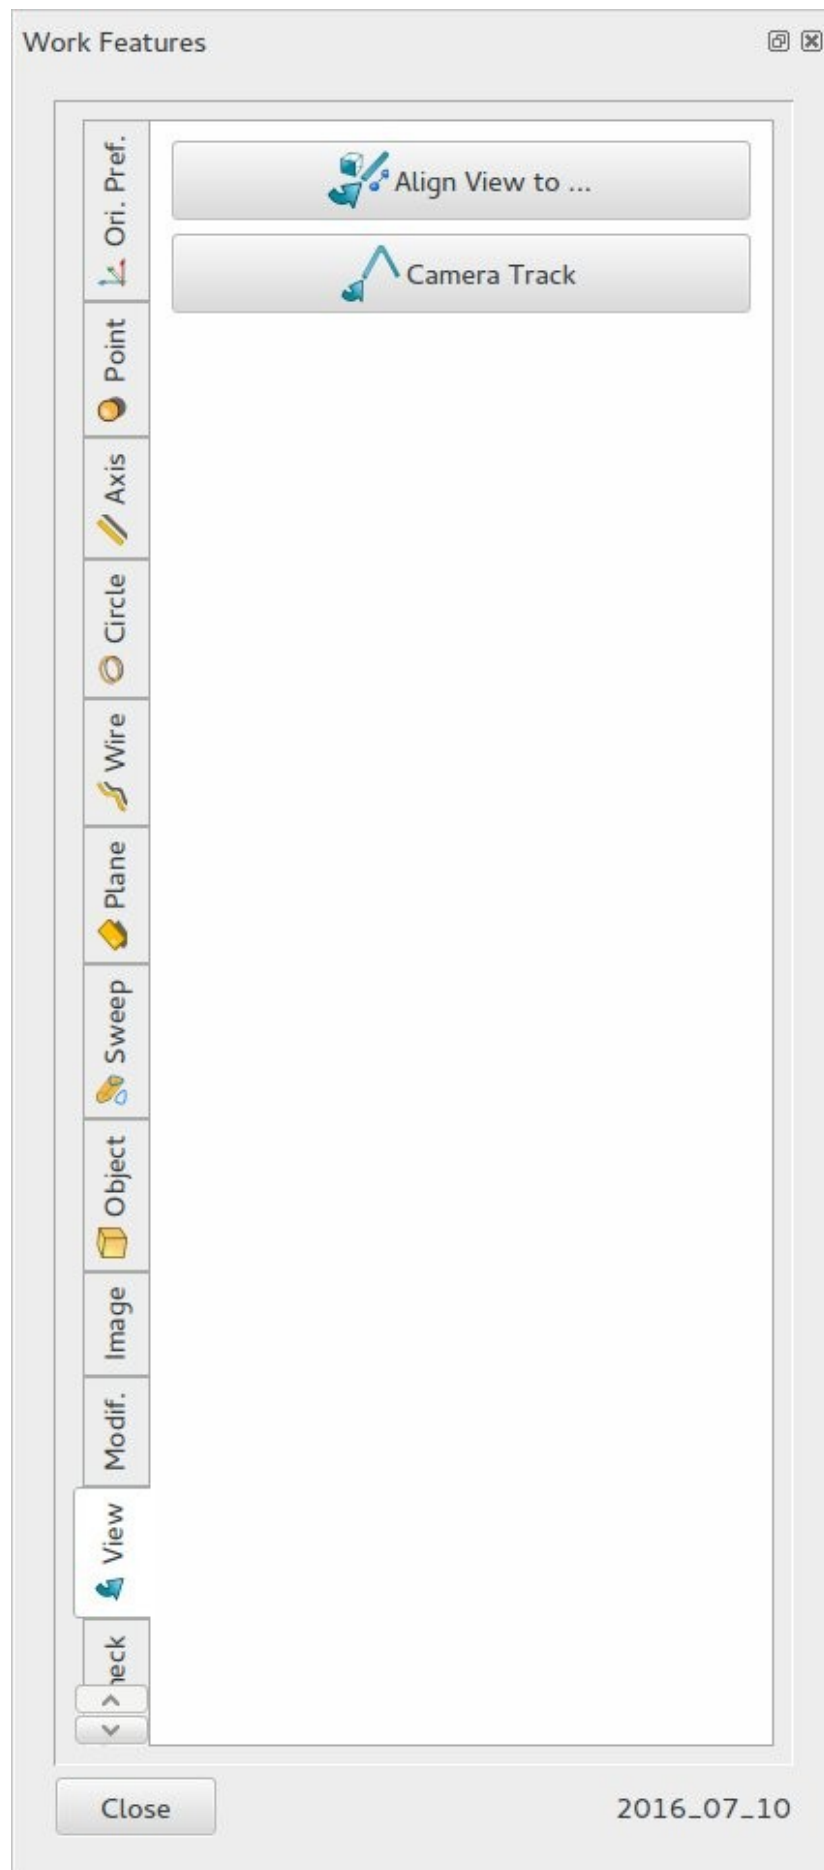 Work Features
Ori. Pref.
Point
Axis
Circle
Wire
Plane
Sweep
Object
Image
Modif.
View
Align View to ...
Camera Track
Close
2016_07_10